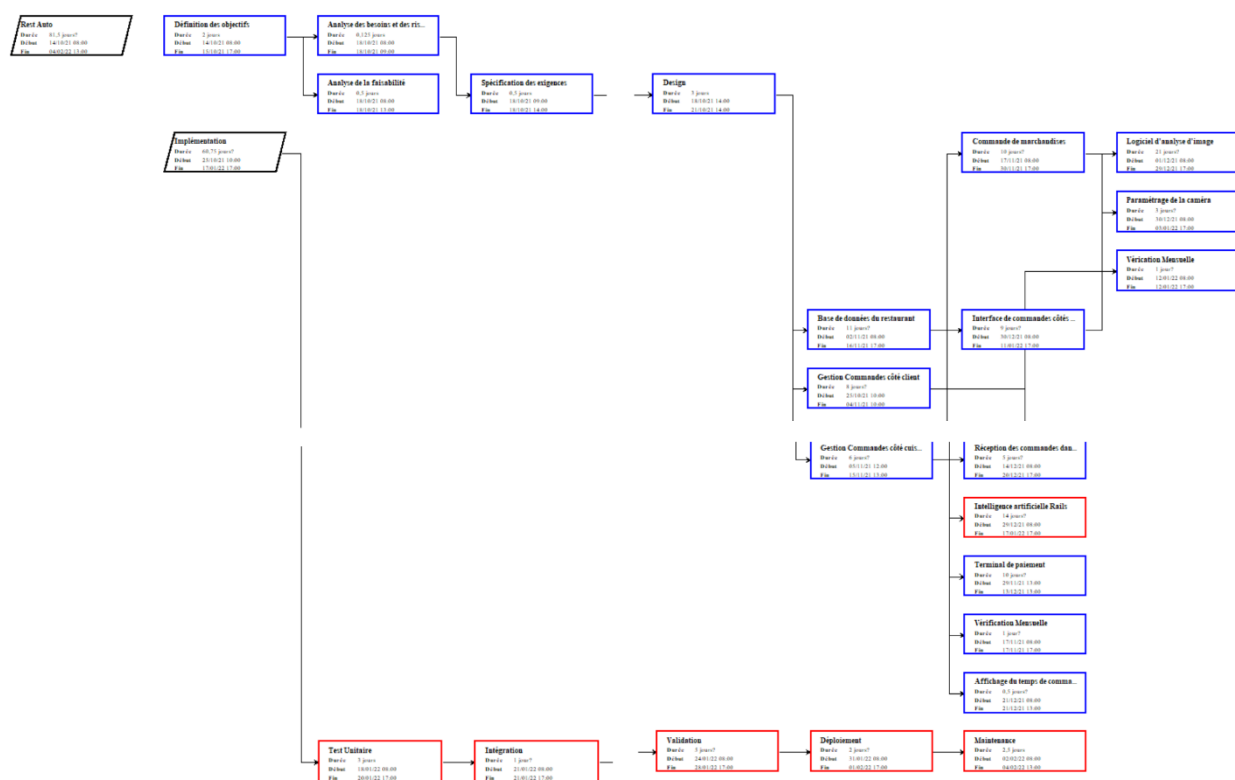 Rest Auto
Durée 81,5 jours?
Début 14/10/21 08:00
Fin 04/02/22 13:00
Définition des objectifs
Durée 2 jours
Début 14/10/21 08:00
Fin 15/10/21 17:00
Analyse des besoins et des ris...
Durée 0,125 jours
Début 18/10/21 08:00
Fin 18/10/21 09:00
Analyse de la faisabilité
Durée 0,5 jours
Début 18/10/21 08:00
Fin 18/10/21 13:00
Spécification des exigences
Durée 0,5 jours
Début 18/10/21 09:00
Fin 18/10/21 14:00
Design
Durée 3 jours
Début 18/10/21 14:00
Fin 21/10/21 14:00
Implémentation
Durée 60,75 jours?
Début 25/10/21 10:00
Fin 17/01/22 17:00
Commande de marchandises
Durée 10 jours?
Début 17/11/21 08:00
Fin 30/11/21 17:00
Logiciel d'analyse d'image
Durée 21 jours?
Début 01/12/21 08:00
Fin 29/12/21 17:00
Paramétrage de la caméra
Durée jours?
Début 30/12/21 08:00
Fin 17:00
Vérication Mensuelle
Durée 1 jour?
Début 12/01/22 08:00
Fin 12/01/22 17:00
Base de données du restaurant
Durée 11 jours?
Début 02/11/21 08:00
Fin 16/11/21 17:00
Interface de commandes côtés ...
Durée 9 jours?
Début 30/12/21 08:00
Fin 11/01/22 17:00
Gestion Commandes côté client
Durée 8 jours?
Début 25/10/21 10:00
Fin 04/11/21 10:00
Gestion Commandes côté cuis...
Durée 6 jours?
Début 05/11/21 12:00
Fin 15/11/21 13:00
Réception des commandes dan...
Durée 5 jours?
Début 14/12/21 08:00
Fin 20/12/21 17:00
Intelligence artificielle Rails
Durée 14 jours?
Début 29/12/21 08:00
Fin 17/01/22 17:00
Terminal de paiement
Durée 10 jours?
Début 29/11/21 13:00
Fin 13/12/21 13:00
Vérification Mensuelle
Durée 1 jour?
Début 17/11/21 08:00
Fin 17/11/21 17:00
Affichage du temps de comma...
Durée 0,5 jours?
Début 21/12/21 08:00
Fin 21/12/21 13:00
Test Unitaire
Durée 3 jours
Début 18/01/22 08:00
Fin 20/01/22 17:00
Intégration
Durée 1 jour?
Début 21/01/22 08:00
Fin 21/01/22 17:00
Validation
Durée 5 jours?
Début 24/01/22 08:00
Fin 28/01/22 17:00
Déploiement
Durée 2 jours?
Début 31/01/22 08:00
Fin 01/02/22 17:00
Maintenance
Durée 2,5 jours
Début 02/02/22 08:00
Fin 04/02/22 13:00